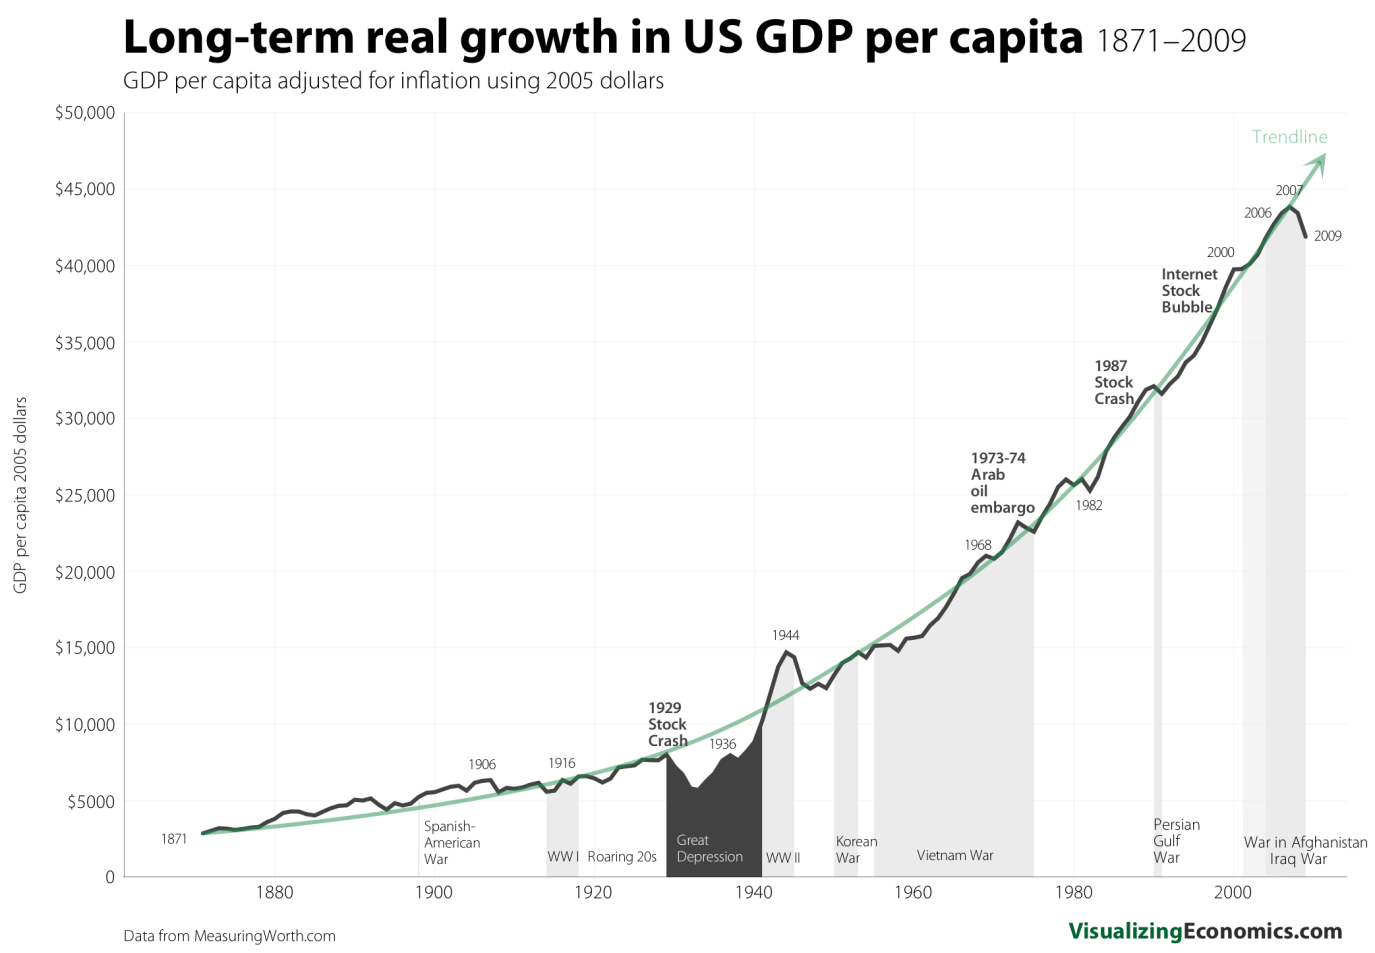 Long-term real growth in US GDP per capita 1871–2009
GDP per capita adjusted for inflation using 2005 dollars
$50,000
Trendline
$45,000
2007
2006
2009
2000
$40,000
Internet
Stock
Bubble
$35,000
1987
Stock
Crash
$30,000
1973-74
Arab
oil
embargo
$25,000
1982
1968
$20,000
1944
$15,000
1929
Stock
Crash
1936
$10,000
1906
1916
$5000
1871
Spanish-
American
War
WW I
Roaring 20s
Great
Depression
WW II
Korean
War
Vietnam War
Persian
Gulf
War
War in Afghanistan
Iraq War
0
GDP per capita 2005 dollars
1880
1900
1920
1940
1960
1980
2000
Data from MeasuringWorth.com
VisualizingEconomics.com